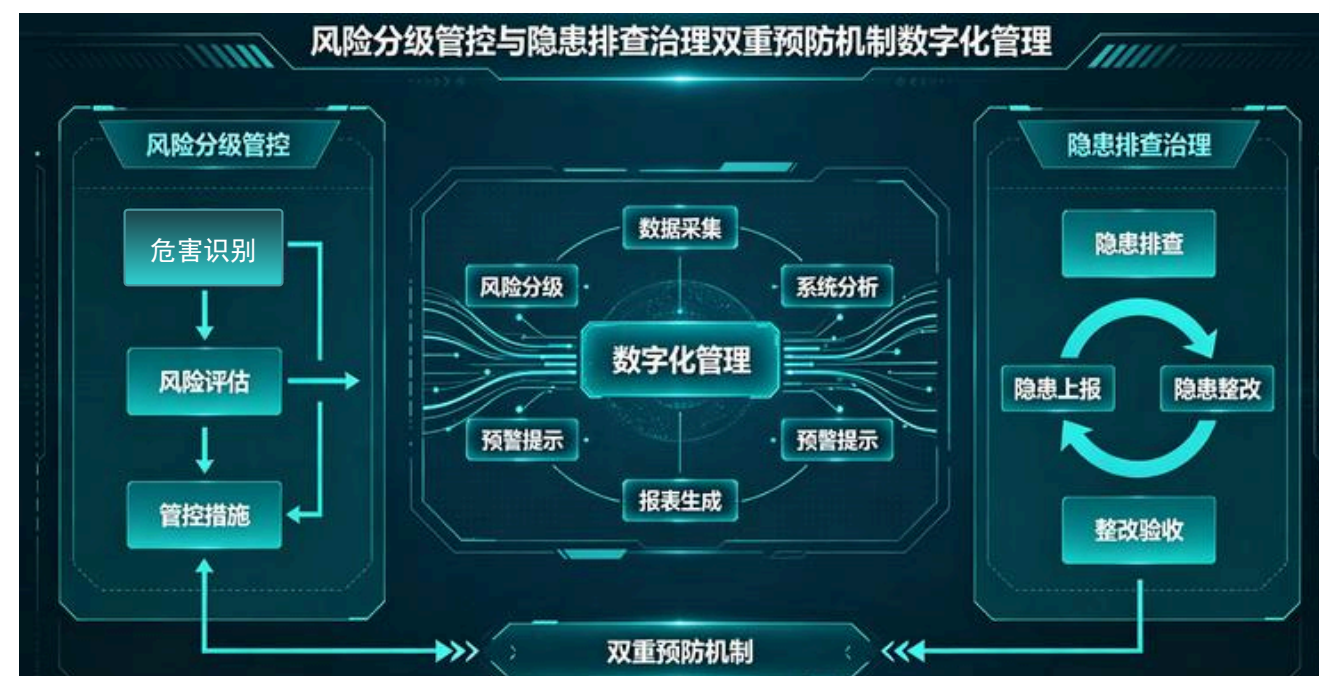 风险分级管控与隐患排查治理双重预防机制数字化管理
风险分级管控
危害识别
风险评估
管控措施
数据采集
风险分级
系统分析
数字化管理
预警提示
预警提示
报表生成
隐患排查治理
隐患排查
隐患上报
隐患整改
整改验收
双重预防机制